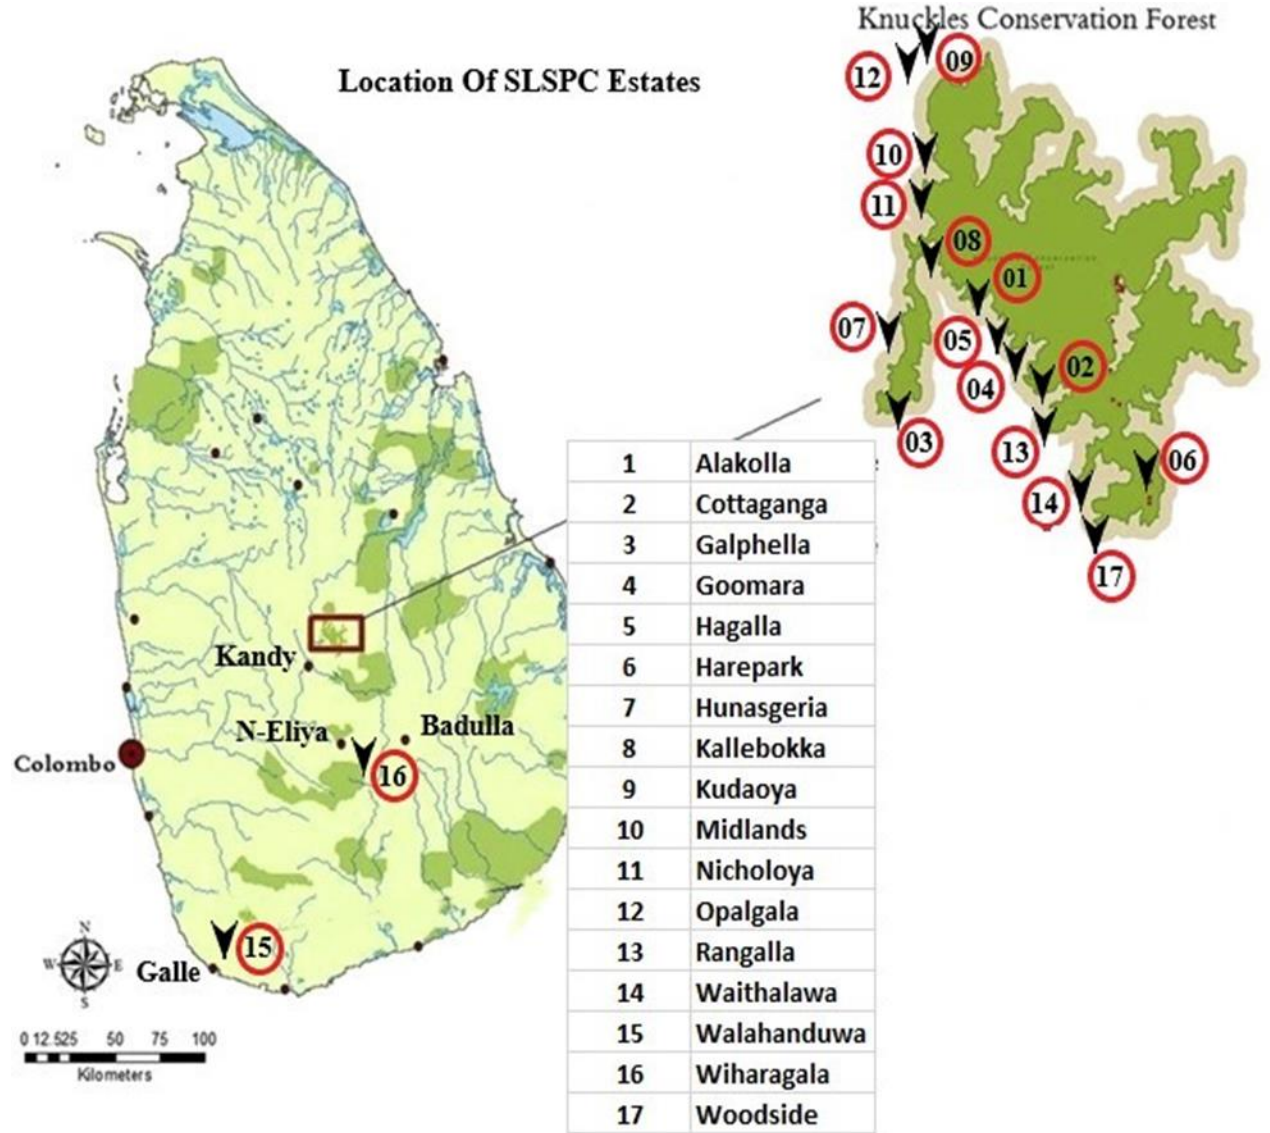 Knuckles Conservation Forest
Location Of SLSPC Estates
12
09
10
11
08
01
07
05
02
04
03
13
06
14
17
1 Alakolla
2 Cottaganga
3 Galphella
4 Goomara
5 Hagalla
6 Harepark
7 Hunasgeria
8 Kallebokka
9 Kudaoya
10 Midlands
11 Nicholoya
12 Opalgala
13 Rangalla
14 Waithalawa
15 Walahanduwa
16 Wiharagala
17 Woodside
Kandy
N-Eliya
Badulla
Colombo
16
15
Galle
N
W E
S
0 12.525 50 75 100
Kilometers